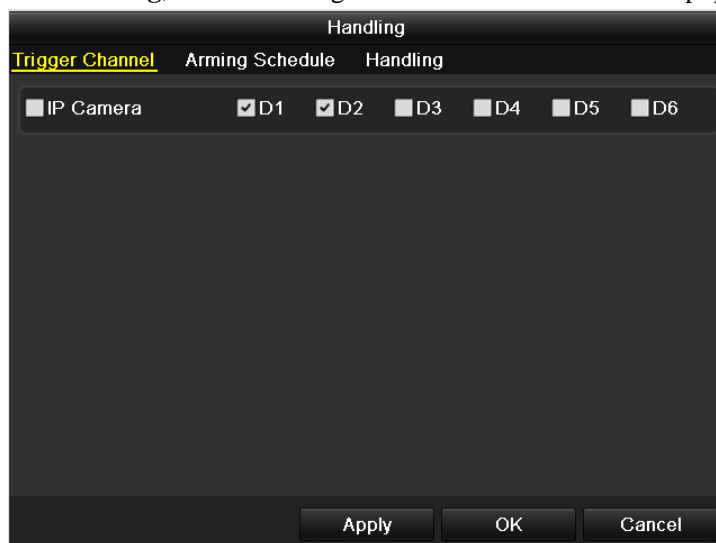 Handling
Trigger Channel Arming Schedule Handling
IP Camera D1 D2 D3 D4 D5 D6
Apply OK Cancel